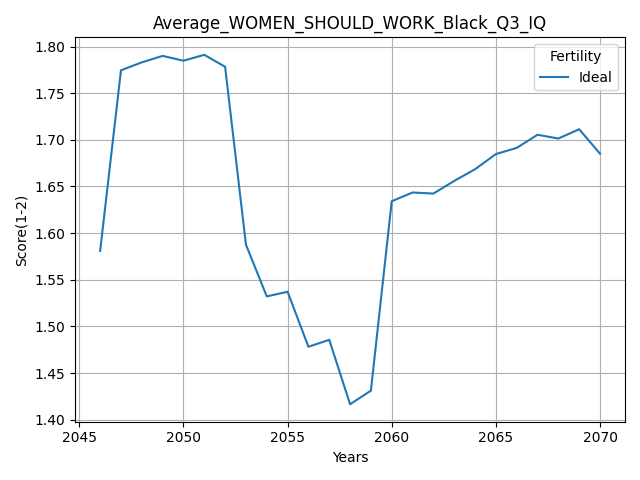 Average_WOMEN_SHOULD_WORK_Black_Q3_IQ
Fertility
Ideal
Score(1-2)
1.80
1.75
1.70
1.65
1.60
1.55
1.50
1.45
1.40
2045 2050 2055 2060 2065 2070
Years